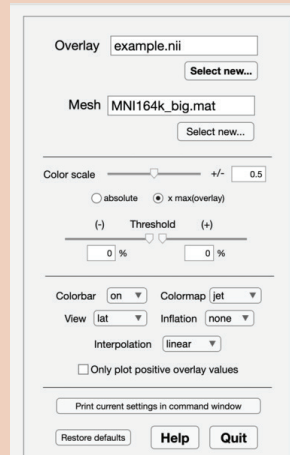 Overlay example.nii
Select new...
Mesh MNI164k_big.mat
Select new...
Color scale +/- 0.5
absolute x max(overlay)
(-) Threshold (+)
0 % 0 %
Colorbar on Colormap jet
View lat Inflation none
Interpolation linear
Only plot positive overlay values
Print current settings in command window
Restore defaults Help Quit